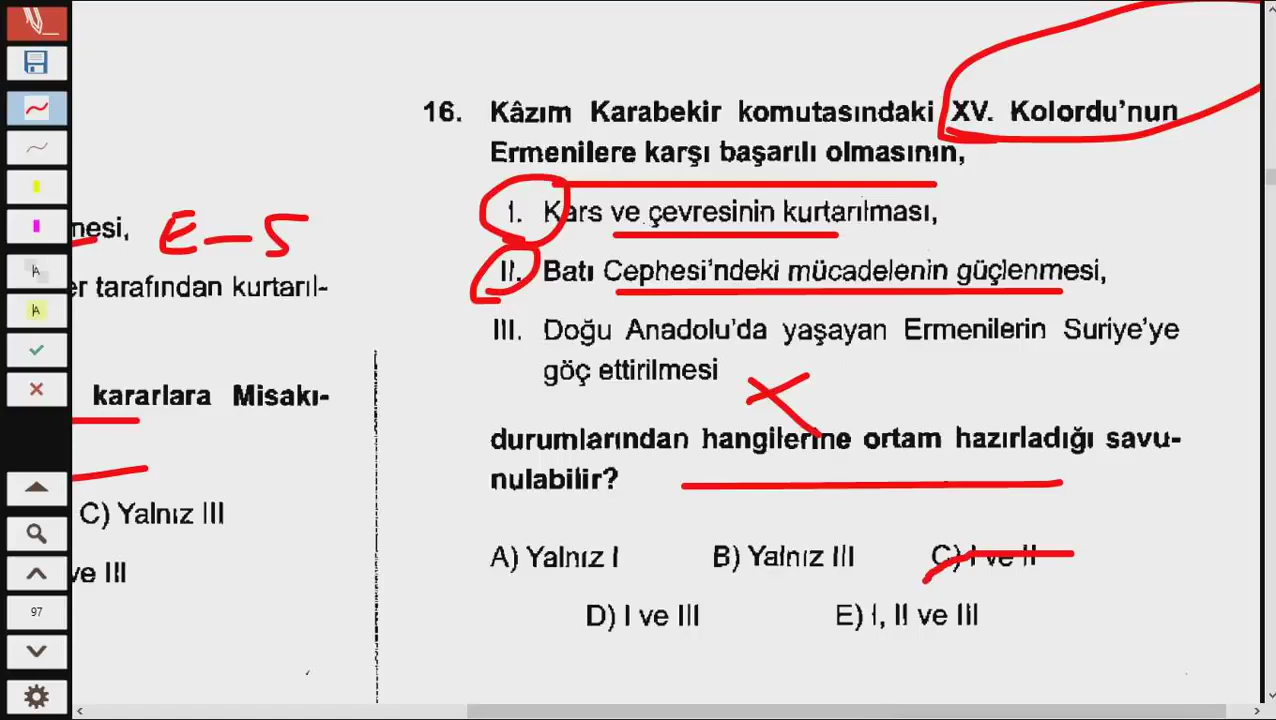 nesi, E-5
er tarafından kurtarıl-
kararlara Misakı-
C) Yalnız III
ve III
16. Kâzım Karabekir komutasındaki XV. Kolordu'nun
Ermenilere karşı başarılı olmasının,
I. Kars ve çevresinin kurtarılması,
II. Batı Cephesi'ndeki mücadelenin güçlenmesi,
III. Doğu Anadolu'da yaşayan Ermenilerin Suriye'ye
göç ettirilmesi
durumlarından hangilerine ortam hazırladığı savu-
nulabilir?
A) Yalnız I B) Yalnız III C) I ve II
D) I ve III E) I, II ve III
97